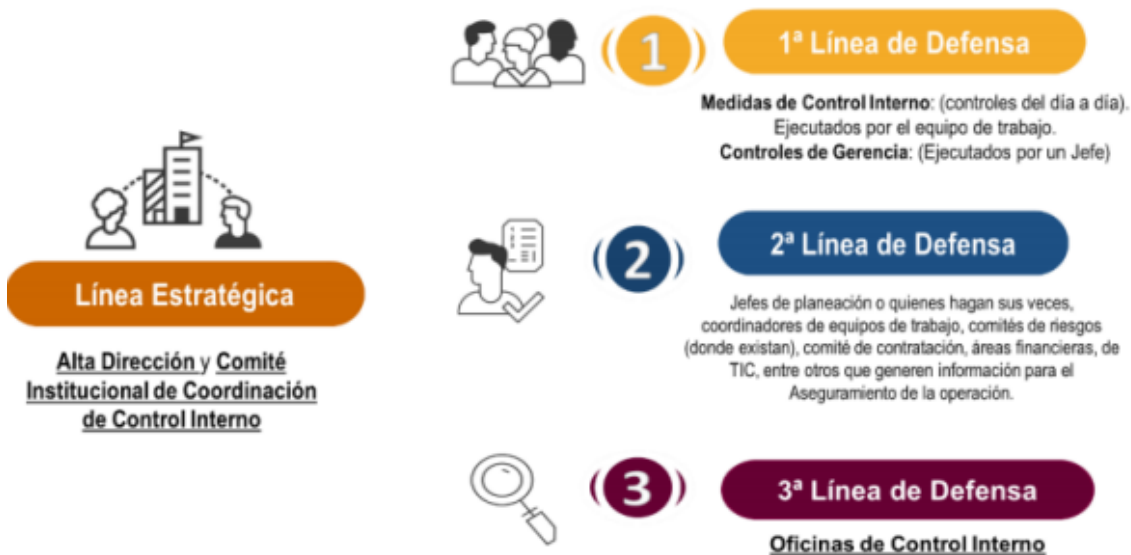 Línea Estratégica
Alta Dirección y Comité
Institucional de Coordinación
de Control Interno
1
1ª Línea de Defensa
Medidas de Control Interno: (controles del día a día).
Ejecutados por el equipo de trabajo.
Controles de Gerencia: (Ejecutados por un Jefe)
2
2ª Línea de Defensa
Jefes de planeación o quienes hagan sus veces,
coordinadores de equipos de trabajo, comités de riesgos
(donde existan), comité de contratación, áreas financieras, de
TIC, entre otros que generen información para el
Aseguramiento de la operación.
3
3ª Línea de Defensa
Oficinas de Control Interno